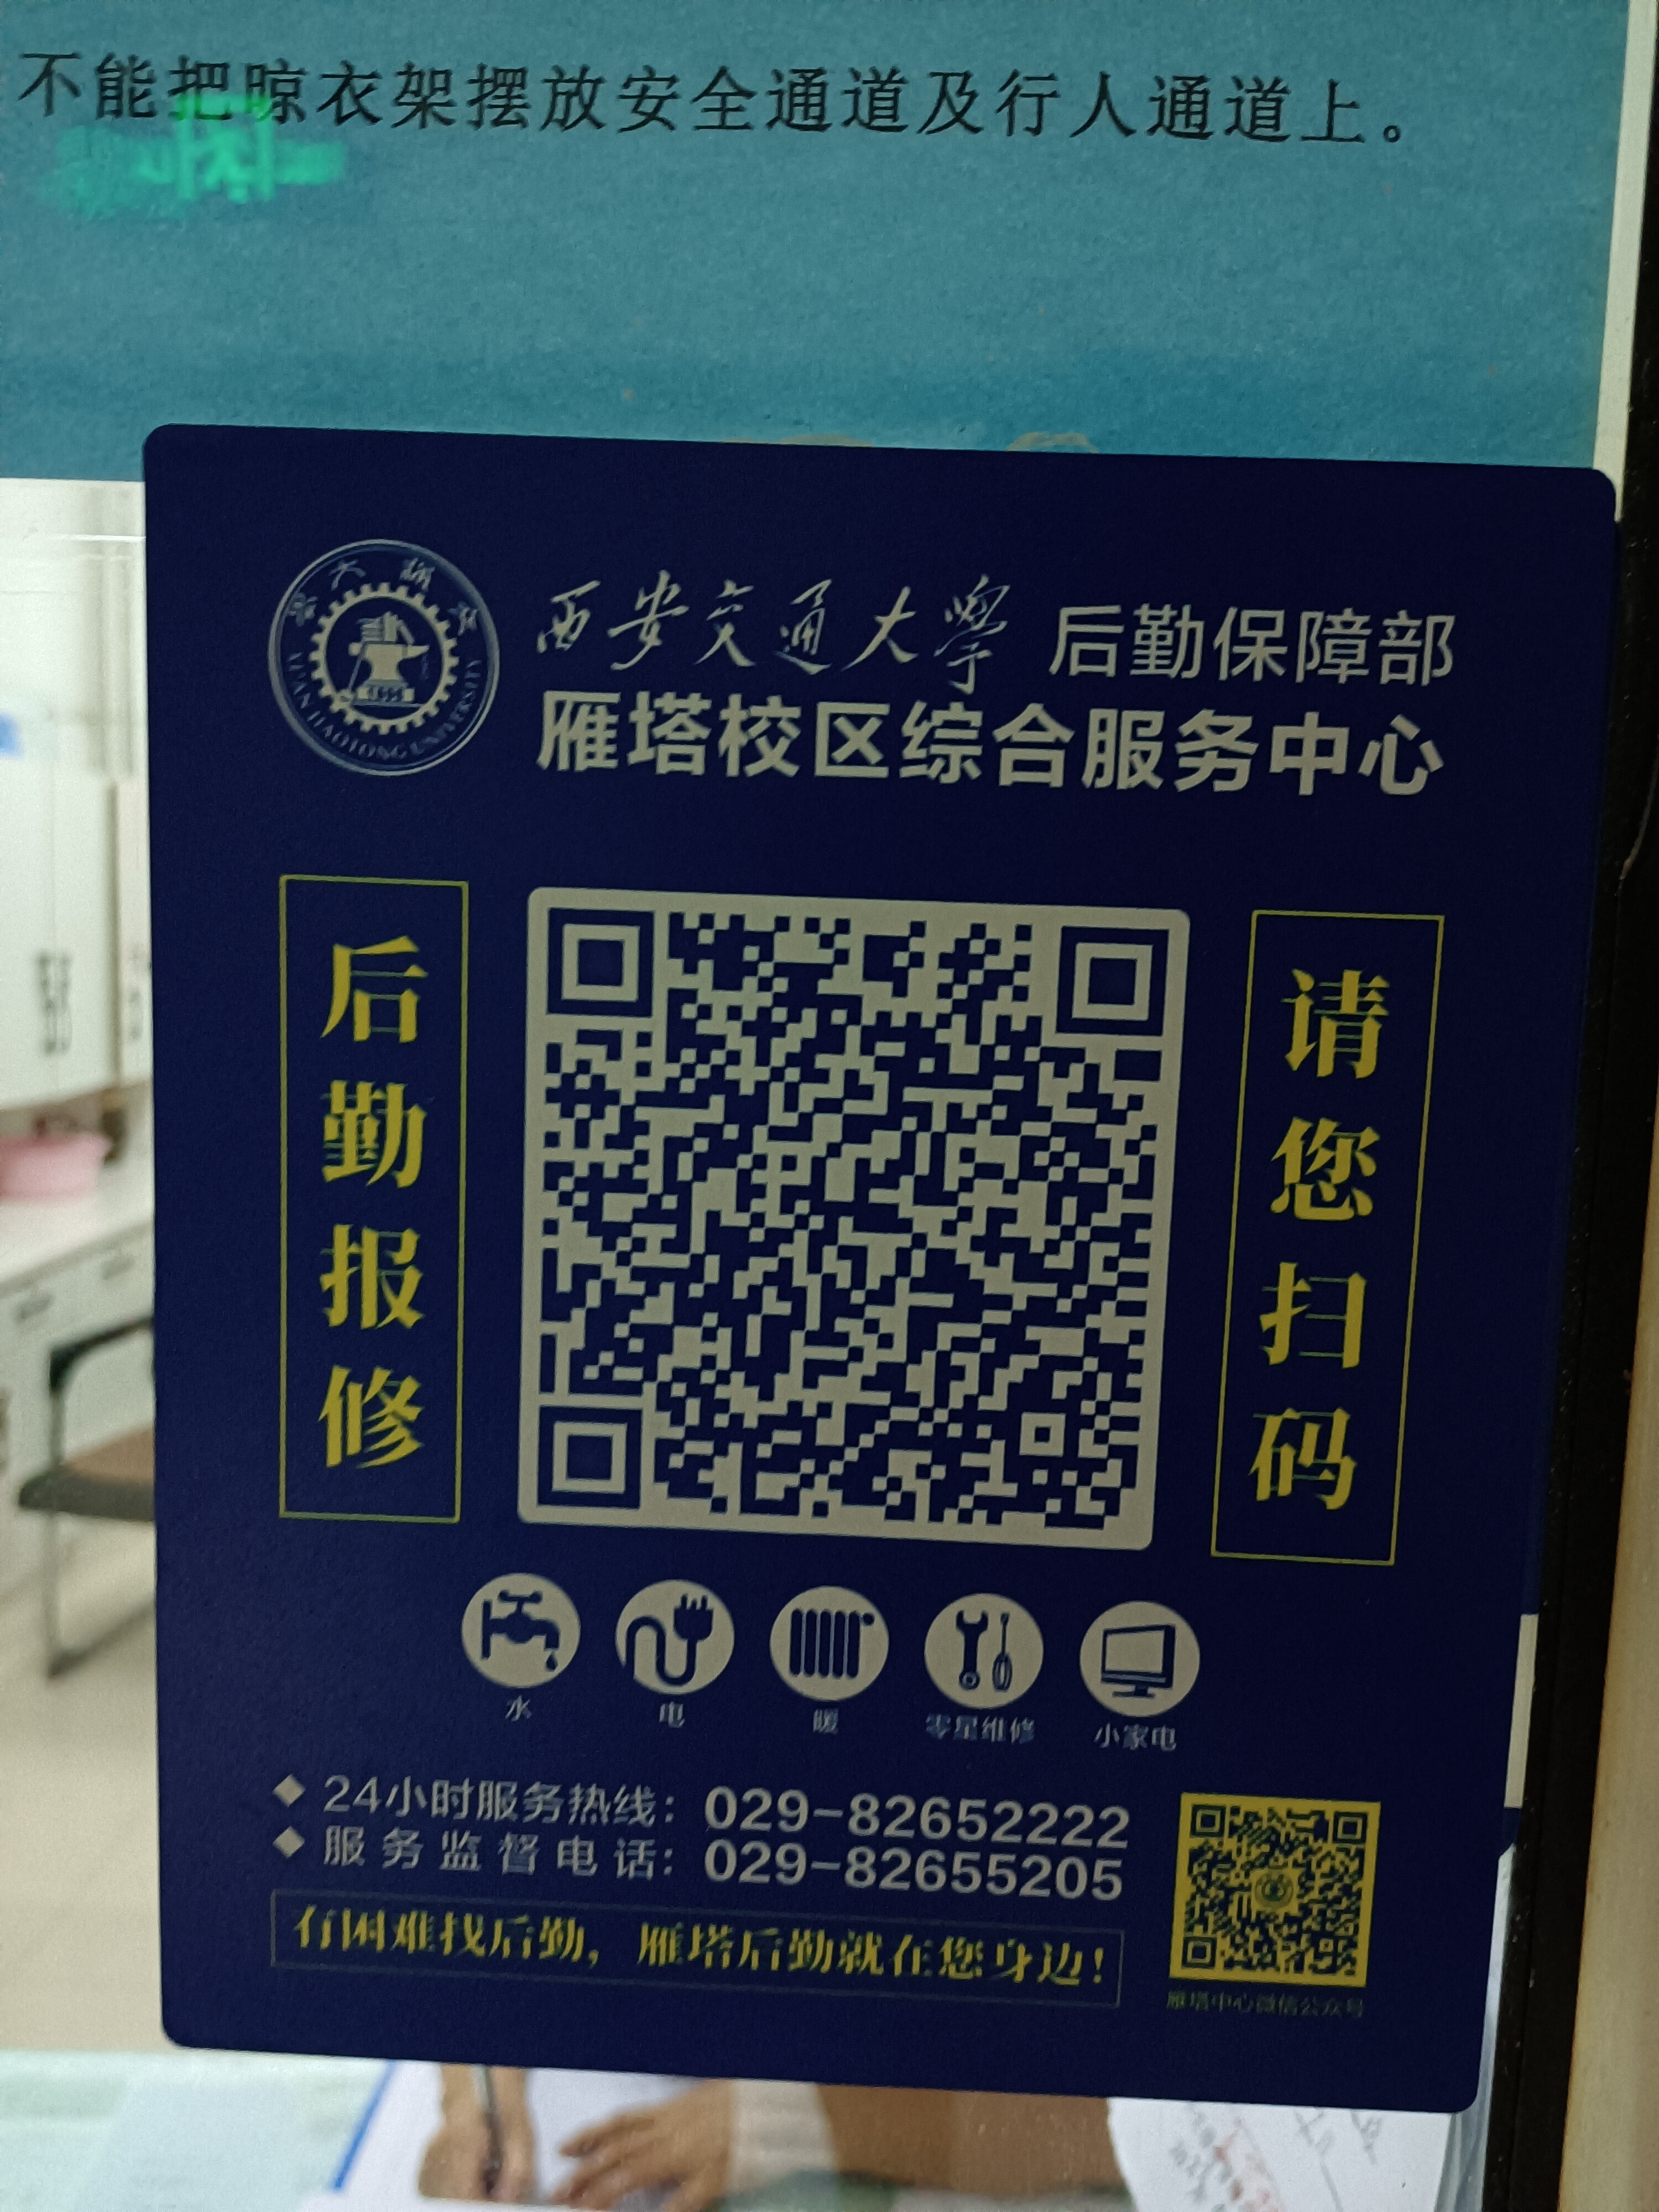 不能把晾衣架摆放安全通道及行人通道上。
西安交通大學 后勤保障部
雁塔校区综合服务中心
XI'AN JIAOTONG UNIVERSITY
后勤报修
请您扫码
水 电 暖 零星维修 小家电
◆ 24小时服务热线：029-82652222
◆ 服务监督电话：029-82655205
有困难找后勤，雁塔后勤就在您身边！
雁塔中心微信公众号